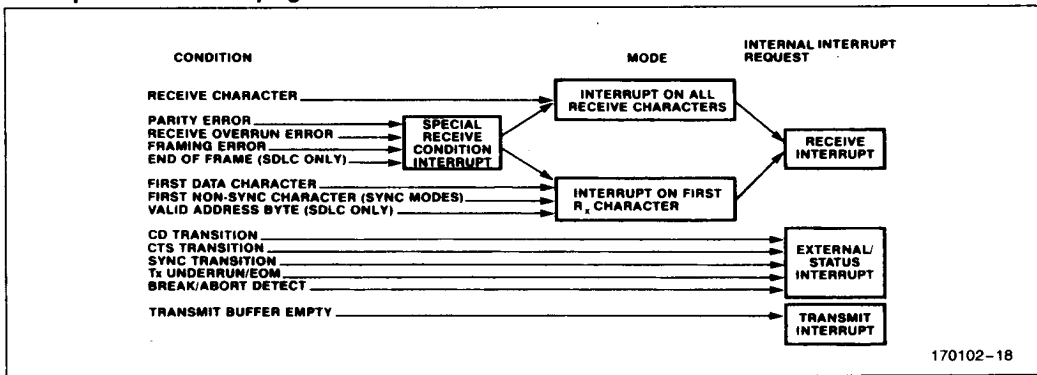 CONDITION
MODE
INTERNAL INTERRUPT
REQUEST
RECEIVE CHARACTER
INTERRUPT ON ALL
RECEIVE CHARACTERS
PARITY ERROR
RECEIVE OVERRUN ERROR
FRAMING ERROR
END OF FRAME (SDLC ONLY)
SPECIAL
RECEIVE
CONDITION
INTERRUPT
RECEIVE
INTERRUPT
FIRST DATA CHARACTER
FIRST NON-SYNC CHARACTER (SYNC MODES)
VALID ADDRESS BYTE (SDLC ONLY)
INTERRUPT ON FIRST
Rx CHARACTER
CD TRANSITION
CTS TRANSITION
SYNC TRANSITION
Tx UNDERRUN/EOM
BREAK/ABORT DETECT
EXTERNAL/
STATUS
INTERRUPT
TRANSMIT BUFFER EMPTY
TRANSMIT
INTERRUPT
170102-18